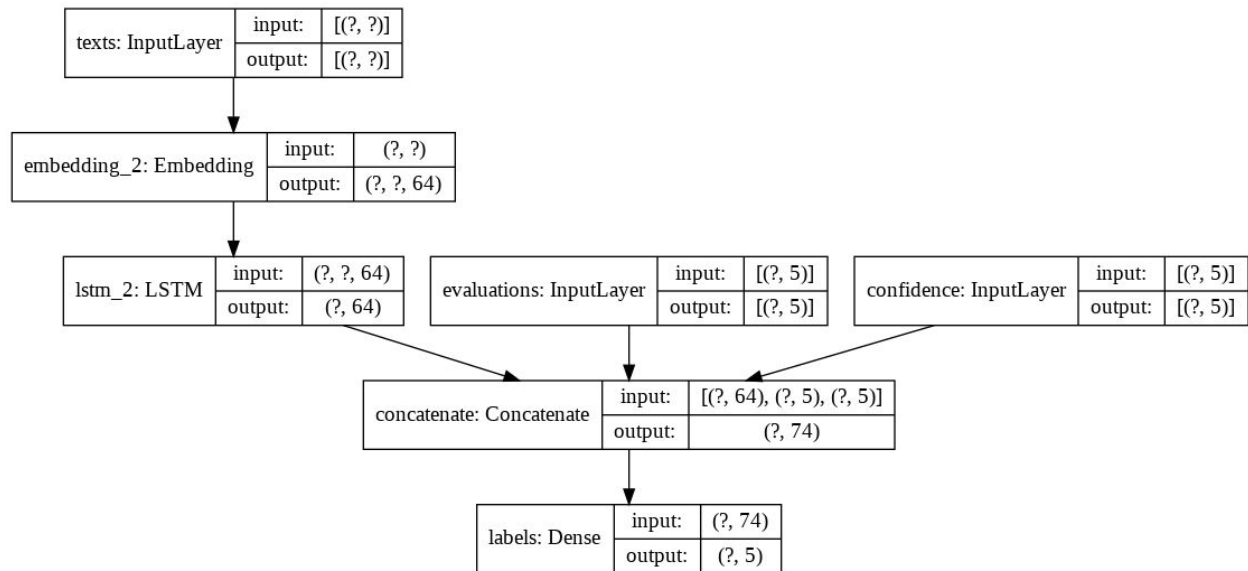 texts: InputLayer
input:
[(?, ?)]
output:
[(?, ?)]
embedding_2: Embedding
input:
(?, ?)
output:
(?, ?, 64)
lstm_2: LSTM
input:
(?, ?, 64)
output:
(?, 64)
evaluations: InputLayer
input:
[(?, 5)]
output:
[(?, 5)]
confidence: InputLayer
input:
[(?, 5)]
output:
[(?, 5)]
concatenate: Concatenate
input:
[(?, 64), (?, 5), (?, 5)]
output:
(?, 74)
labels: Dense
input:
(?, 74)
output:
(?, 5)